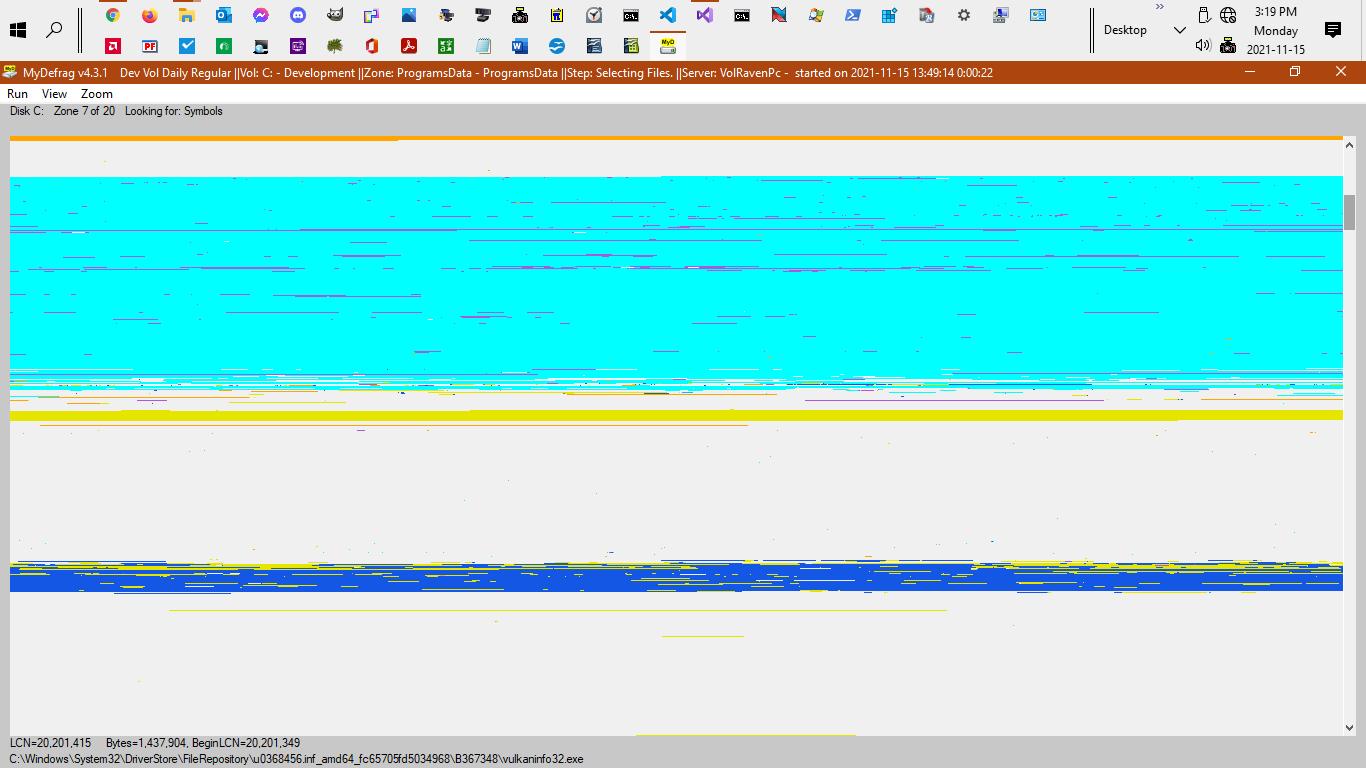 3:19 PM
Desktop
Monday
2021-11-15
MyDefrag v4.3.1 Dev Vol Daily Regular ||Vol: C: - Development ||Zone: ProgramsData - ProgramsData ||Step: Selecting Files. ||Server: VolRavenPc - started on 2021-11-15 13:49:14 0:00:22
Run View Zoom
Disk C: Zone 7 of 20 Looking for: Symbols
LCN=20,201,415 Bytes=1,437,904, BeginLCN=20,201,349
C:\Windows\System32\DriverStore\FileRepository\u0368456.inf_amd64_fc65705fd5034968\B367348\vulkaninfo32.exe